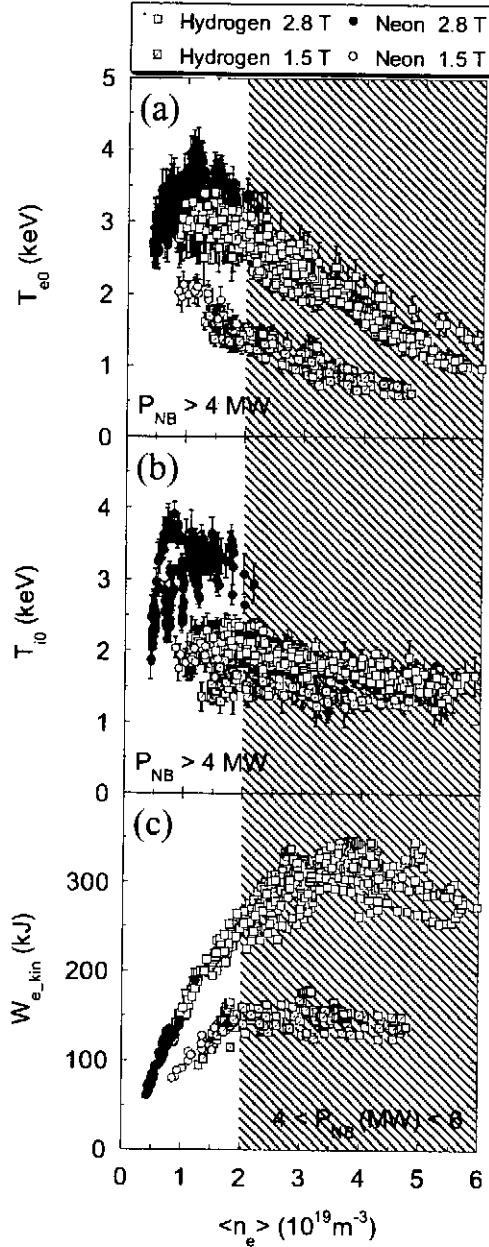 Hydrogen 2.8 T Neon 2.8 T
Hydrogen 1.5 T Neon 1.5 T
5
(a)
4
3
2
1
0
T_e0 (keV)
P_NB > 4 MW
(b)
4
3
2
1
0
T_i0 (keV)
P_NB > 4 MW
(c)
300
200
100
0
W_e_kin (kJ)
4 < P_NB (MW) <
0 1 2 3 4 5 6
<n_e> (10^19 m^-3)